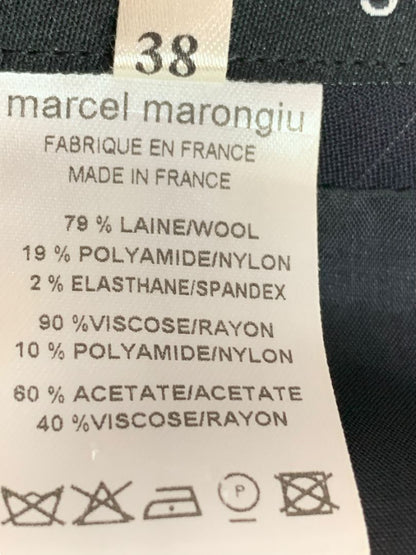 38
marcel marongiu
FABRIQUE EN FRANCE
MADE IN FRANCE
79 % LAINE/WOOL
19 % POLYAMIDE/NYLON
2 % ELASTHANE/SPANDEX
90 %VISCOSE/RAYON
10 % POLYAMIDE/NYLON
60 % ACETATE/ACETATE
40 %VISCOSE/RAYON
P